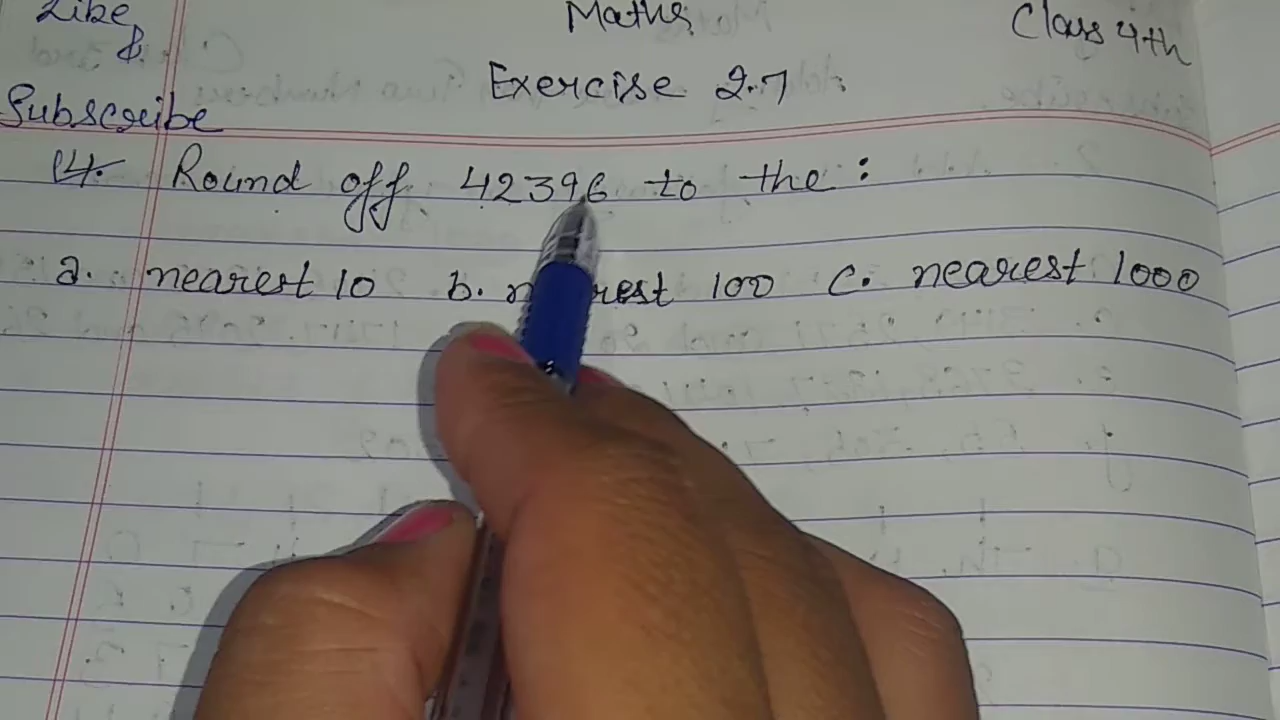 Like Maths Class 4th
&
Exercise 2.7
Subscribe
14. Round off 42396 to the :
a. nearest 10 b. nearest 100 c. nearest 1000